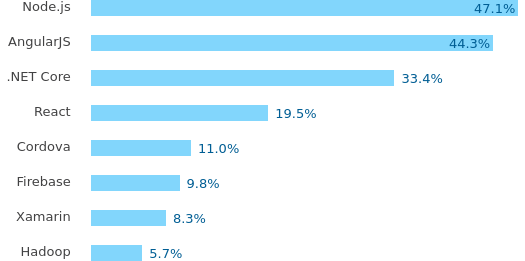 Node.js 47.1%
AngularJS 44.3%
.NET Core 33.4%
React 19.5%
Cordova 11.0%
Firebase 9.8%
Xamarin 8.3%
Hadoop 5.7%